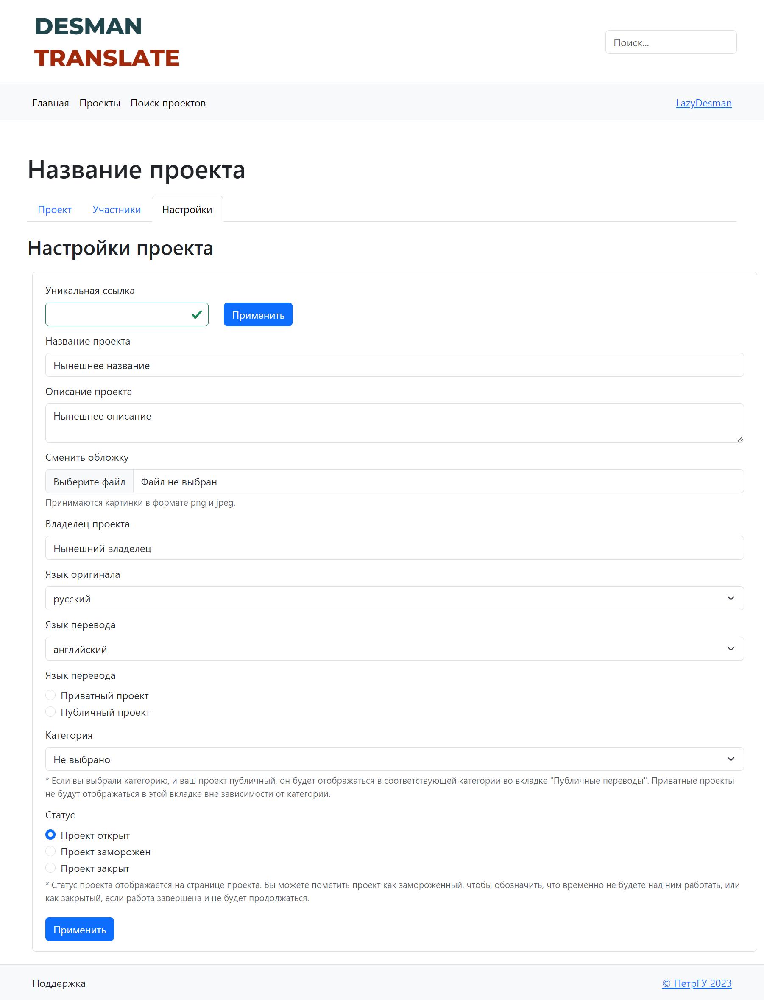 DESMAN
TRANSLATE
Поиск...
Главная Проекты Поиск проектов LazyDesman
Название проекта
Проект Участники Настройки
Настройки проекта
Уникальная ссылка
Применить
Название проекта
Нынешнее название
Описание проекта
Нынешнее описание
Сменить обложку
Выберите файл Файл не выбран
Принимаются картинки в формате png и jpeg.
Владелец проекта
Нынешний владелец
Язык оригинала
русский
Язык перевода
английский
Язык перевода
Приватный проект
Публичный проект
Категория
Не выбрано
* Если вы выбрали категорию, и ваш проект публичный, он будет отображаться в соответствующей категории во вкладке "Публичные переводы". Приватные проекты
не будут отображаться в этой вкладке вне зависимости от категории.
Статус
Проект открыт
Проект заморожен
Проект закрыт
* Статус проекта отображается на странице проекта. Вы можете пометить проект как замороженный, чтобы обозначить, что временно не будете над ним работать, или
как закрытый, если работа завершена и не будет продолжаться.
Применить
Поддержка © ПетрГУ 2023